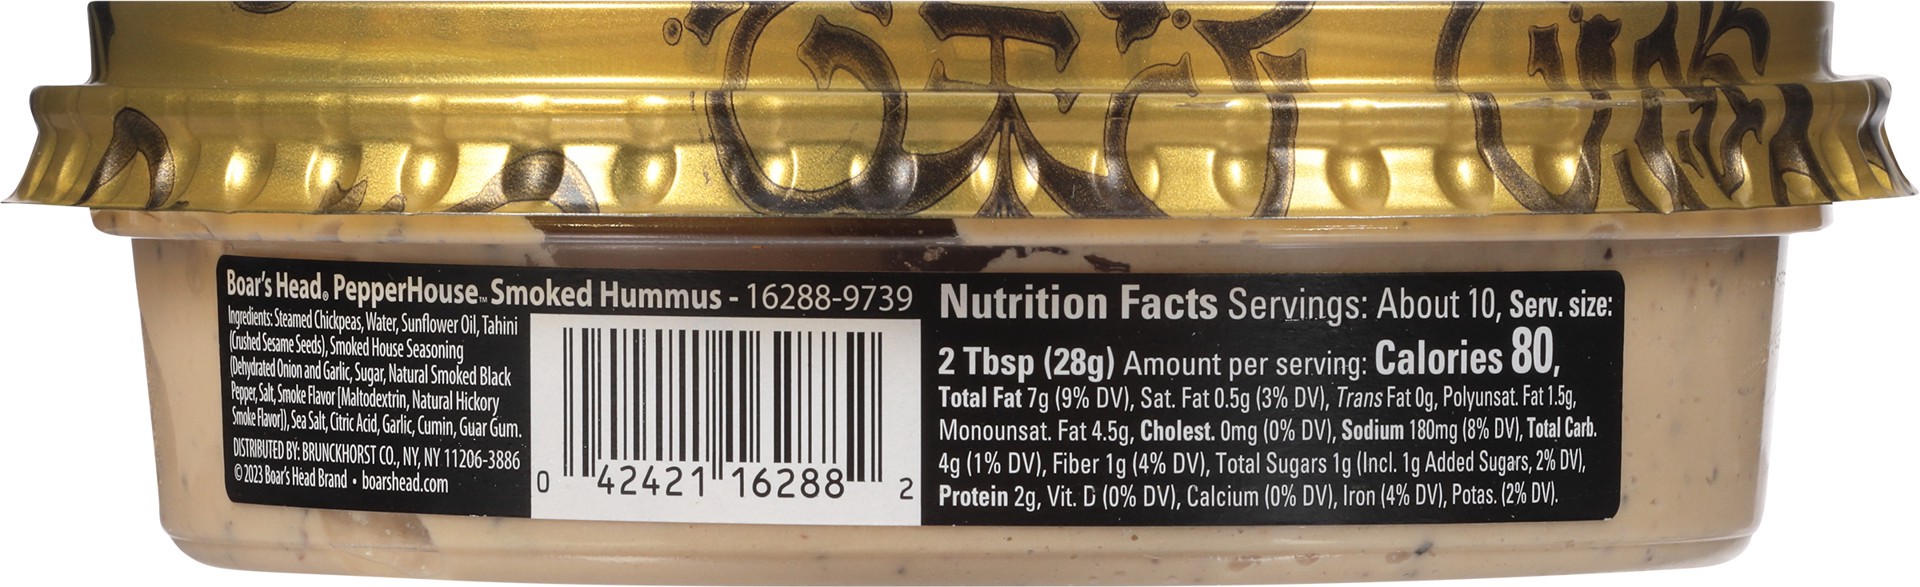 Boar's Head® PepperHouse™ Smoked Hummus - 16288-9739
Ingredients: Steamed Chickpeas, Water, Sunflower Oil, Tahini
(Crushed Sesame Seeds), Smoked House Seasoning
(Dehydrated Onion and Garlic, Sugar, Natural Smoked Black
Pepper, Salt, Smoke Flavor [Maltodextrin, Natural Hickory
Smoke Flavor]), Sea Salt, Citric Acid, Garlic, Cumin, Guar Gum.
DISTRIBUTED BY: BRUNCKHORST CO., NY, NY 11206-3886
© 2023 Boar's Head Brand • boarshead.com
0 42421 16288 2
Nutrition Facts Servings: About 10, Serv. size:
2 Tbsp (28g) Amount per serving: Calories 80,
Total Fat 7g (9% DV), Sat. Fat 0.5g (3% DV), Trans Fat 0g, Polyunsat. Fat 1.5g,
Monounsat. Fat 4.5g, Cholest. 0mg (0% DV), Sodium 180mg (8% DV), Total Carb.
4g (1% DV), Fiber 1g (4% DV), Total Sugars 1g (Incl. 1g Added Sugars, 2% DV),
Protein 2g, Vit. D (0% DV), Calcium (0% DV), Iron (4% DV), Potas. (2% DV).